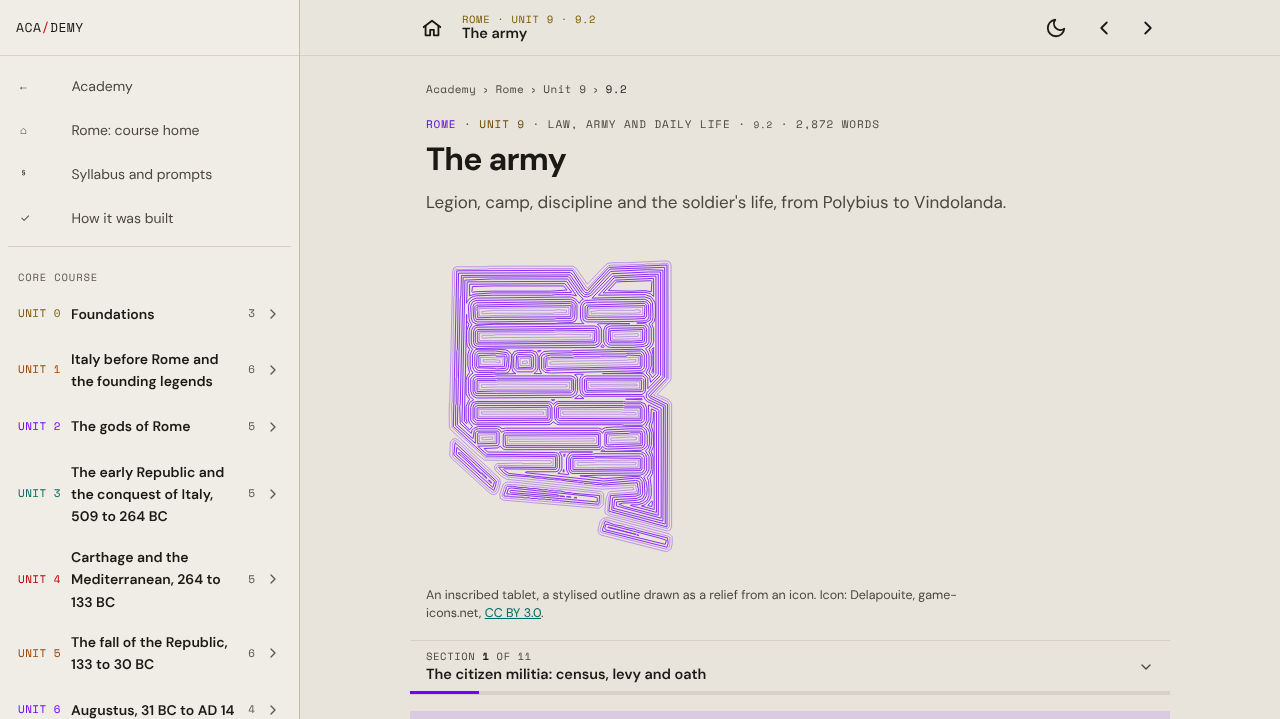 ACA/DEMY
← Academy
⌂ Rome: course home
§ Syllabus and prompts
✓ How it was built
CORE COURSE
UNIT 0 Foundations 3
UNIT 1 Italy before Rome and
the founding legends 6
UNIT 2 The gods of Rome 5
UNIT 3 The early Republic and
the conquest of Italy, 5
509 to 264 BC
UNIT 4 Carthage and the
Mediterranean, 264 to 5
133 BC
UNIT 5 The fall of the Republic,
133 to 30 BC 6
UNIT 6 Augustus, 31 BC to AD 14 4
ROME · UNIT 9 · 9.2
The army
Academy › Rome › Unit 9 › 9.2
ROME · UNIT 9 · LAW, ARMY AND DAILY LIFE · 9.2 · 2,872 WORDS
The army
Legion, camp, discipline and the soldier's life, from Polybius to Vindolanda.
An inscribed tablet, a stylised outline drawn as a relief from an icon. Icon: Delapouite, game-
icons.net, CC BY 3.0.
SECTION 1 OF 11
The citizen militia: census, levy and oath